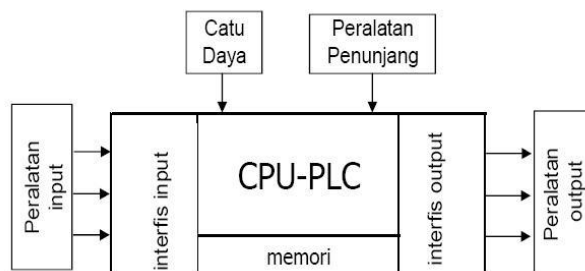 Catu
Daya
Peralatan
Penunjang
Peralatan
input
interfis input
CPU-PLC
memori
interfis output
Peralatan
output